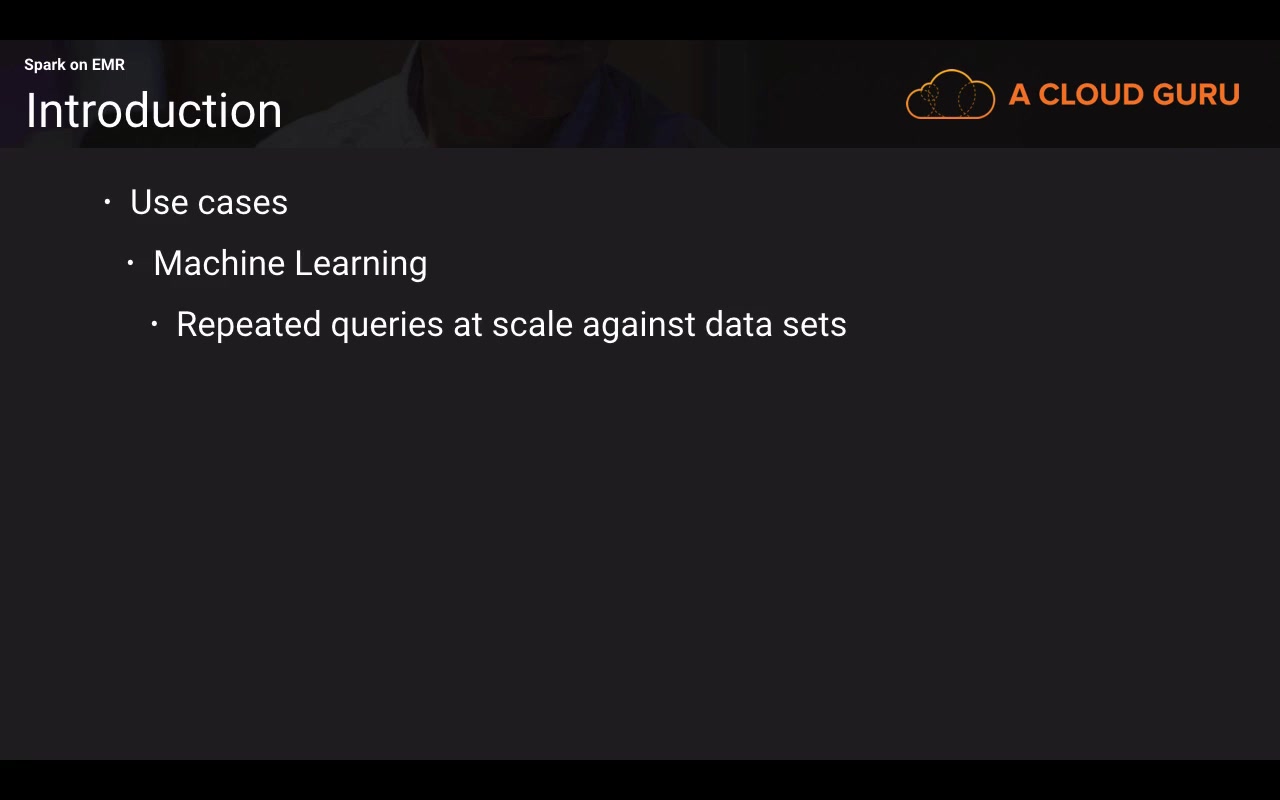 Spark on EMR
Introduction
A CLOUD GURU
· Use cases
· Machine Learning
· Repeated queries at scale against data sets